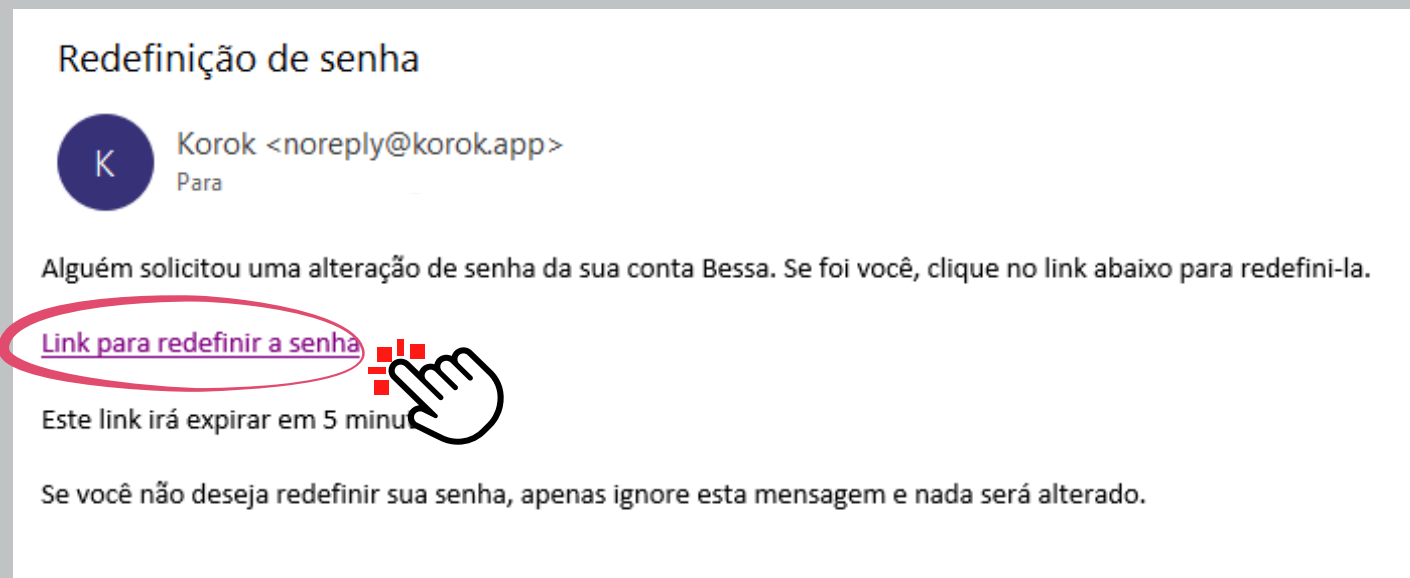 Redefinição de senha
K
Korok <noreply@korok.app>
Para
Alguém solicitou uma alteração de senha da sua conta Bessa. Se foi você, clique no link abaixo para redefini-la.
Link para redefinir a senha
Este link irá expirar em 5
Se você não deseja redefinir sua senha, apenas ignore esta mensagem e nada será alterado.